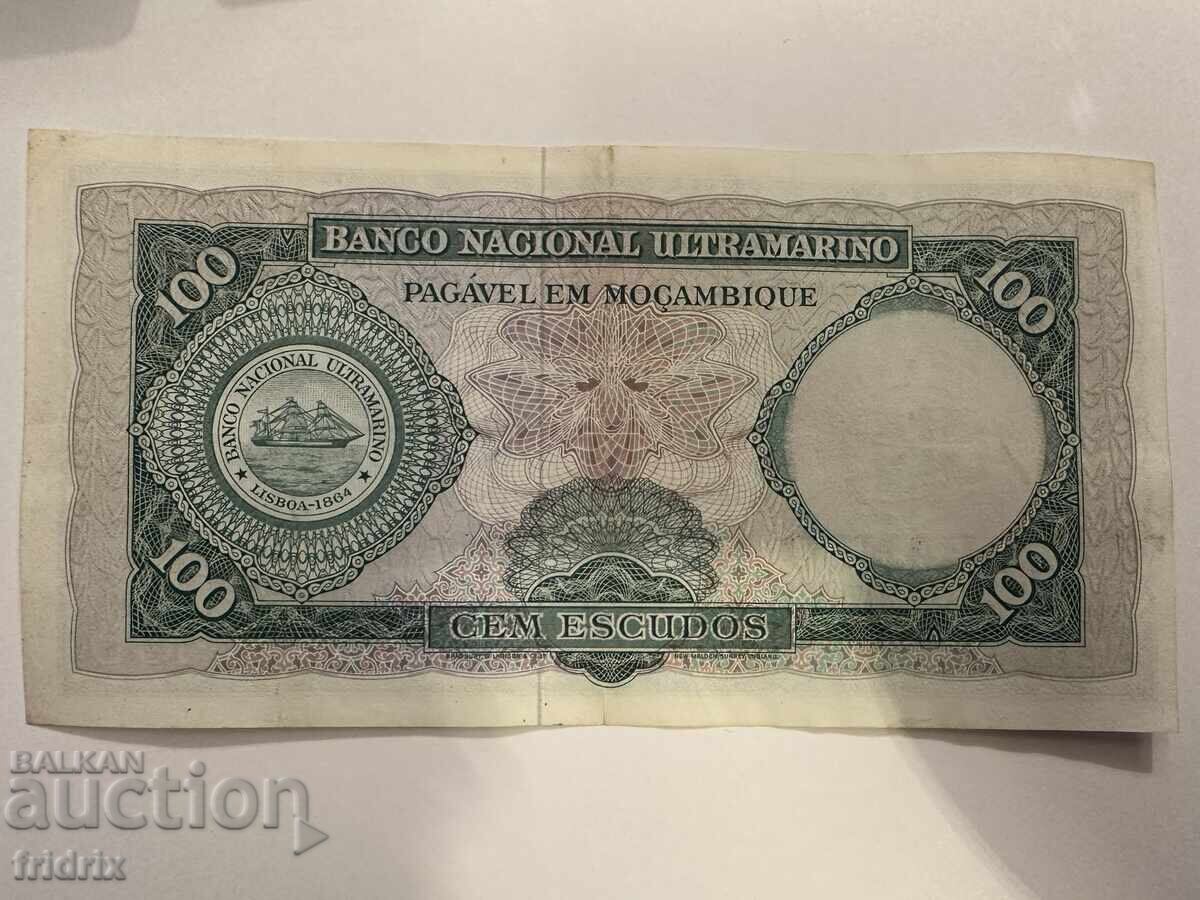 BANCO NACIONAL ULTRAMARINO
PAGÁVEL EM MOÇAMBIQUE
100
100
BANCO NACIONAL ULTRAMARINO
★ LISBOA-1864 ★
100
100
CEM ESCUDOS
BALKAN
auction
fridrix